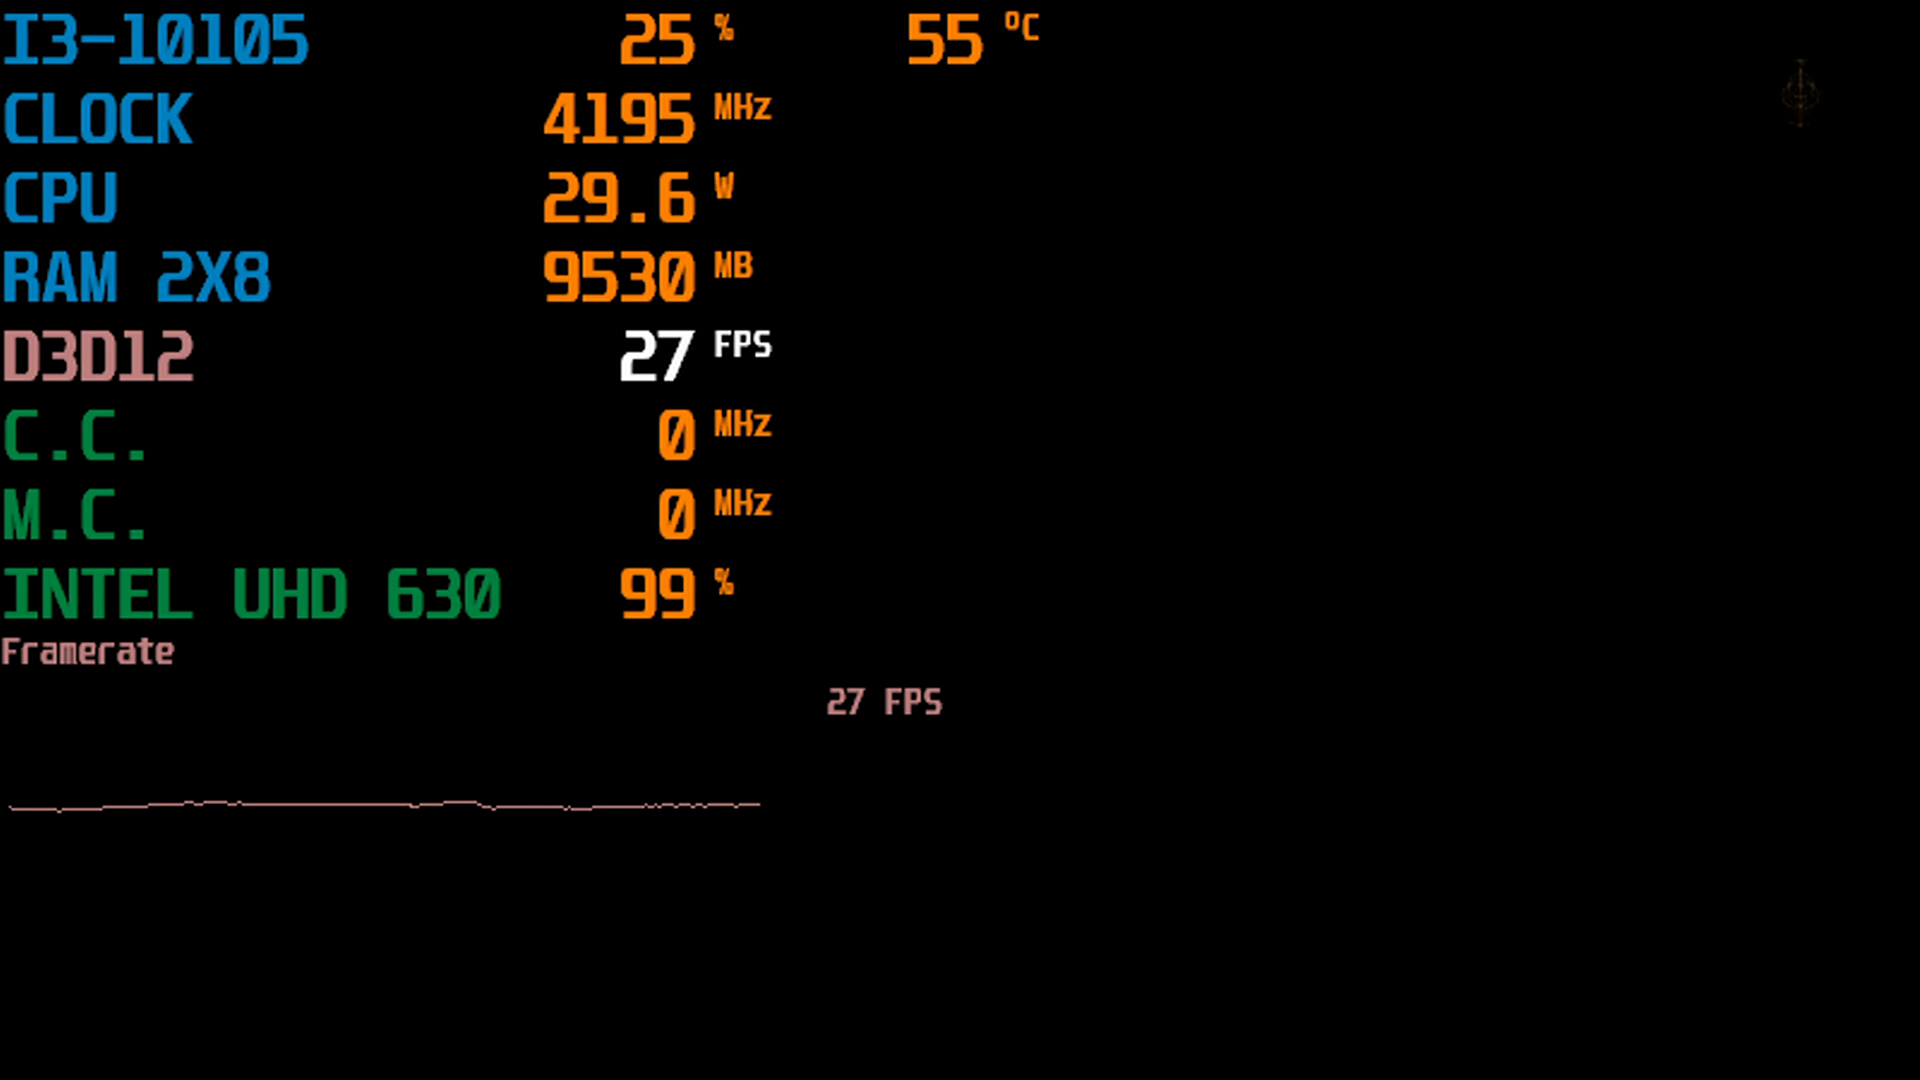 I3-10105 25 % 55 °C
CLOCK 4195 MHz
CPU 29.6 W
RAM 2X8 9530 MB
D3D12 27 FPS
C.C. 0 MHz
M.C. 0 MHz
INTEL UHD 630 99 %
Framerate
27 FPS